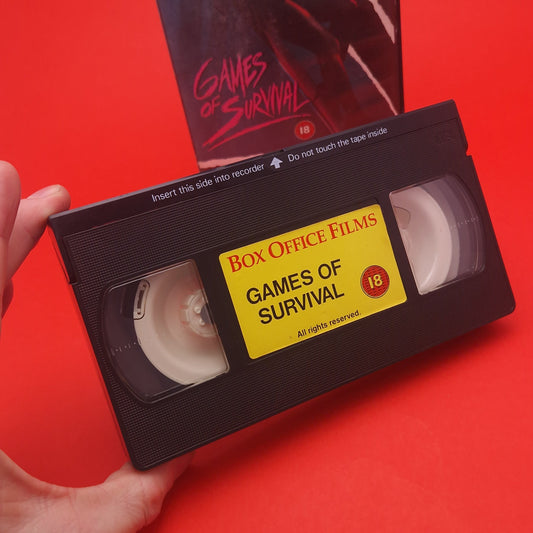 GAMES
OF SURVIVAL
18
Insert this side into recorder Do not touch the tape inside
BOX OFFICE FILMS
GAMES OF
SURVIVAL
18
All rights reserved.